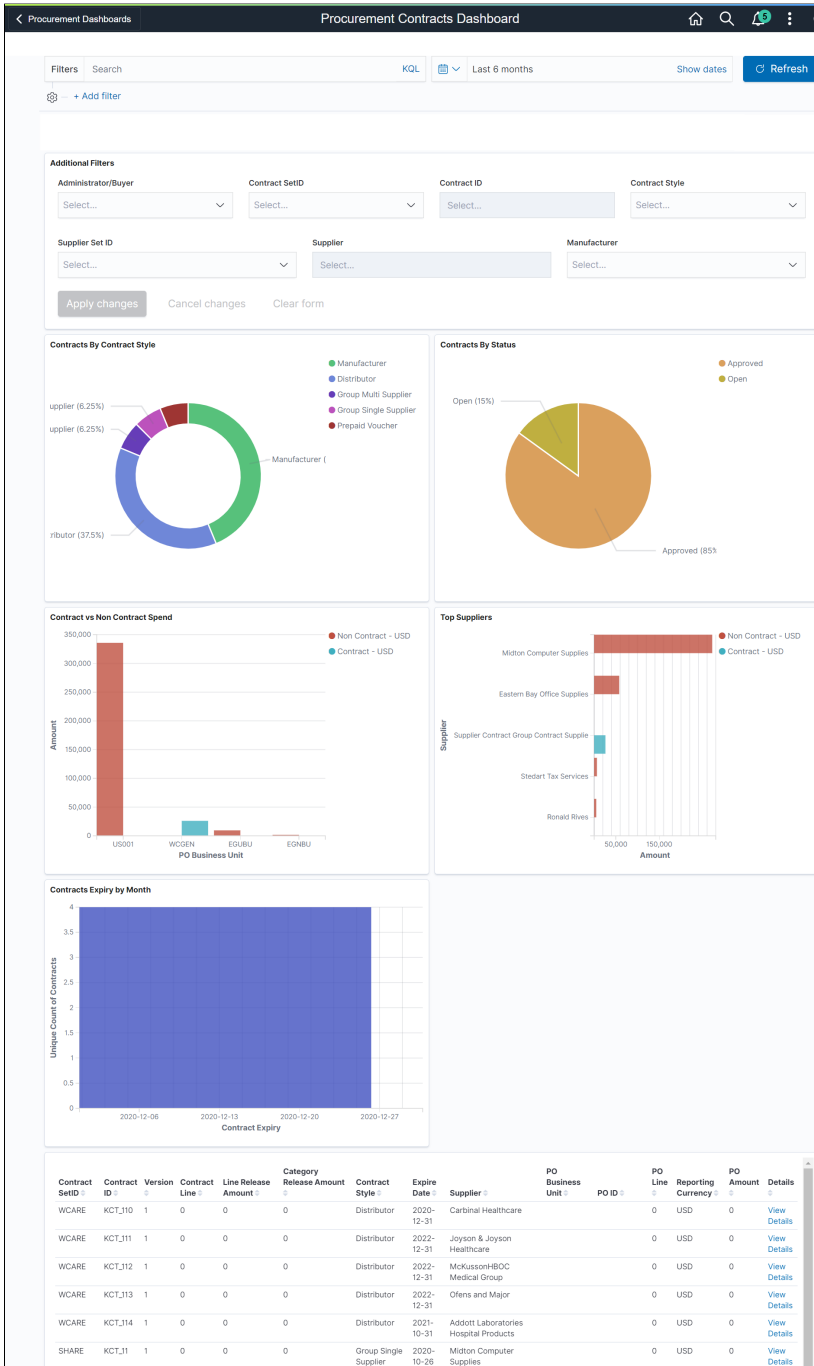 Procurement Dashboards
Procurement Contracts Dashboard
5
Filters Search KQL Last 6 months Show dates Refresh
+ Add filter
Additional Filters
Administrator/Buyer Contract SetID Contract ID Contract Style
Select... Select... Select... Select...
Supplier Set ID Supplier Manufacturer
Select... Select... Select...
Apply changes Cancel changes Clear form
Contracts By Contract Style
Manufacturer
Distributor
Group Multi Supplier
Group Single Supplier
Prepaid Voucher
upplier (6.25%)
upplier (6.25%)
Manufacturer (
ributor (37.5%)
Contracts By Status
Approved
Open
Open (15%)
Approved (85%
Contract vs Non Contract Spend
Non Contract - USD
Contract - USD
350,000
300,000
250,000
200,000
150,000
100,000
50,000
0
Amount
US001 WCGEN EGUBU EGNBU
PO Business Unit
Top Suppliers
Non Contract - USD
Contract - USD
Midton Computer Supplies
Eastern Bay Office Supplies
Supplier Contract Group Contract Supplie
Stedart Tax Services
Ronald Rives
Supplier
50,000 150,000
Amount
Contracts Expiry by Month
4
3.5
3
2.5
2
1.5
1
0.5
0
Unique Count of Contracts
2020-12-06 2020-12-13 2020-12-20 2020-12-27
Contract Expiry
Category PO PO PO
Contract Contract Version Contract Line Release Release Amount Contract Expire Business Line Reporting Amount Details
SetID ID Line Amount Style Date Supplier Unit PO ID Currency
WCARE KCT_110 1 0 0 0 Distributor 2020- Carbinal Healthcare 0 USD 0 View
12-31 Details
WCARE KCT_111 1 0 0 0 Distributor 2022- Joyson & Joyson 0 USD 0 View
12-31 Healthcare Details
WCARE KCT_112 1 0 0 0 Distributor 2022- McKussonHBOC 0 USD 0 View
12-31 Medical Group Details
WCARE KCT_113 1 0 0 0 Distributor 2022- Ofens and Major 0 USD 0 View
12-31 Details
WCARE KCT_114 1 0 0 0 Distributor 2021- Addott Laboratories 0 USD 0 View
10-31 Hospital Products Details
SHARE KCT_11 1 0 0 0 Group Single 2020- Midton Computer 0 USD 0 View
Supplier 10-26 Supplies Details